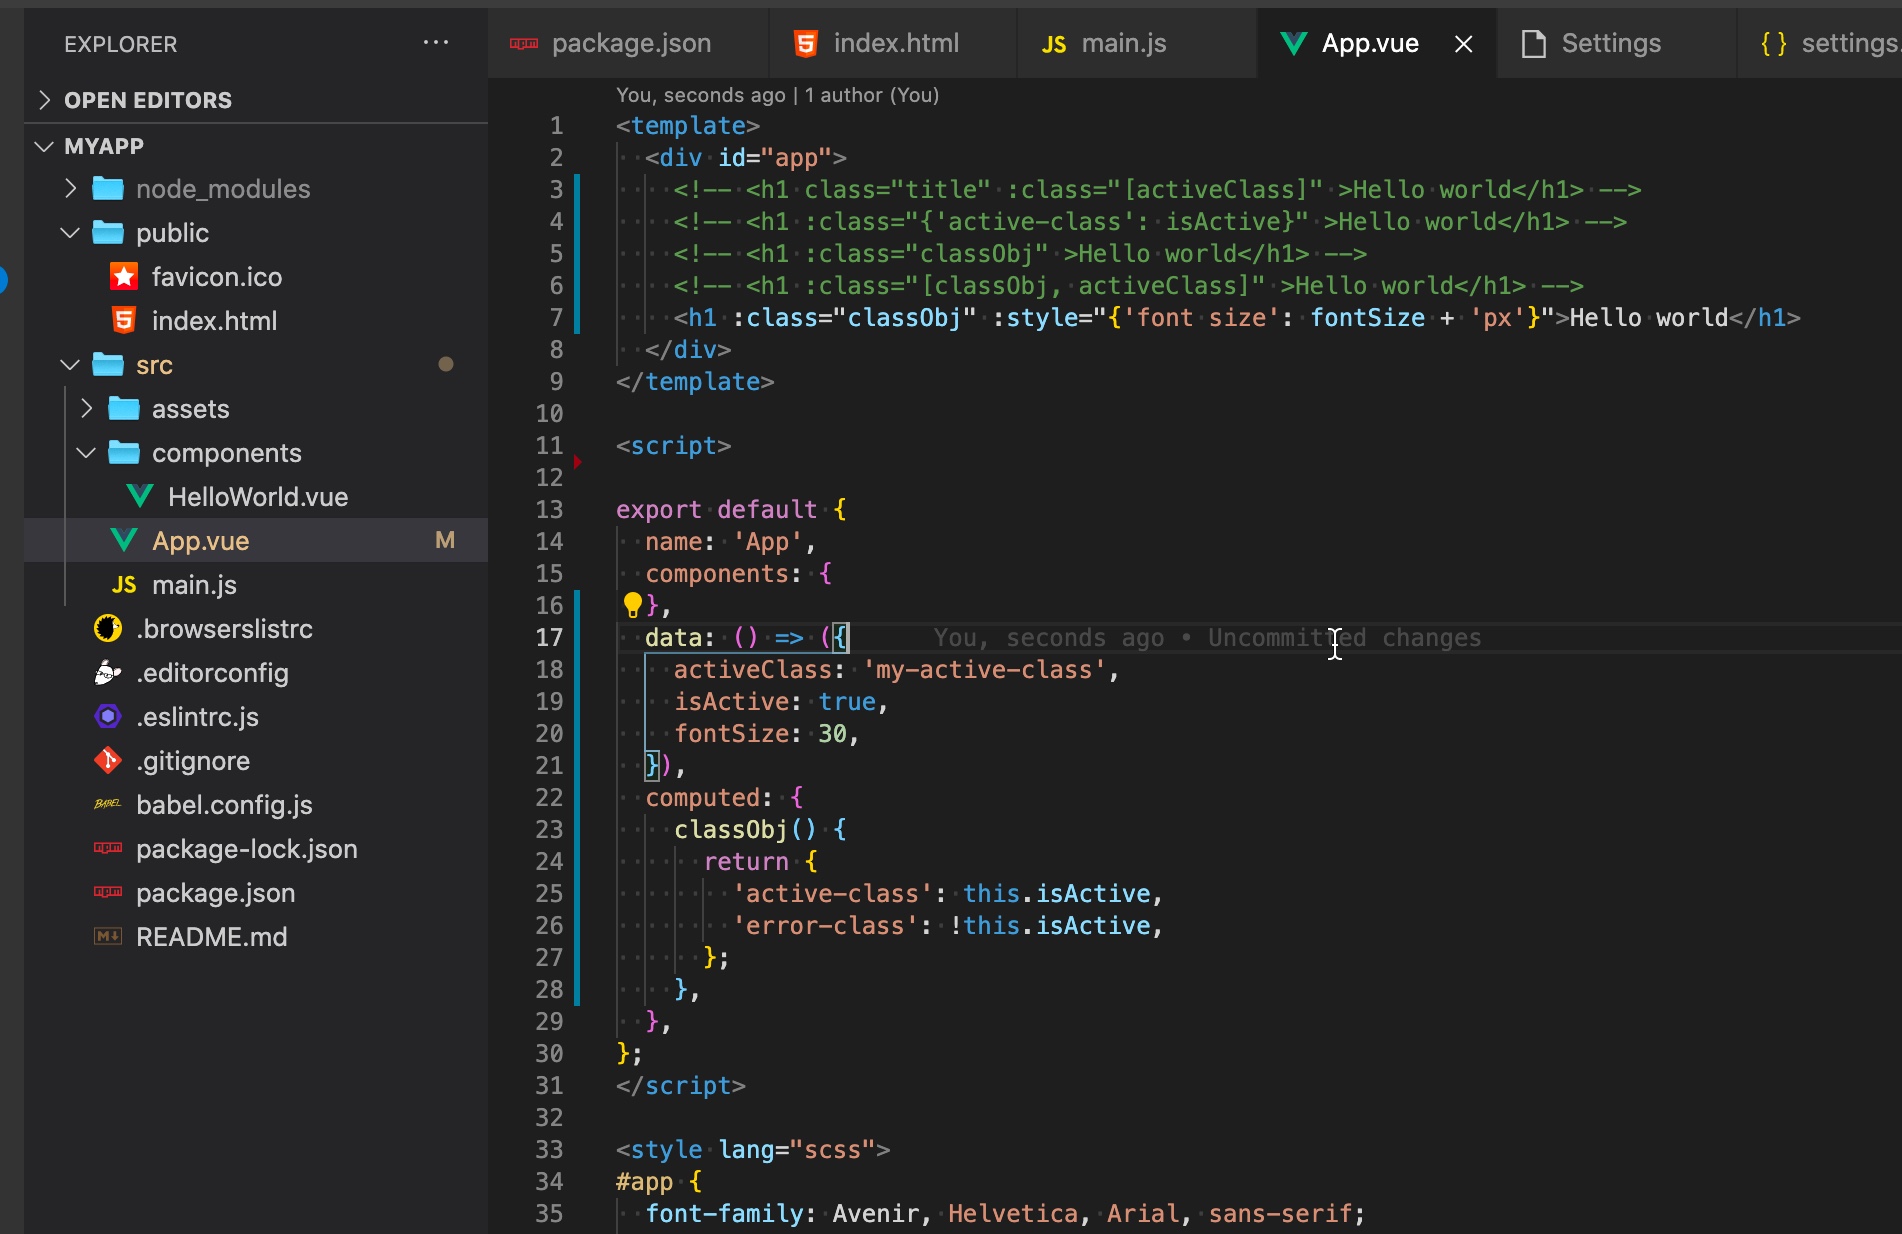 EXPLORER
OPEN EDITORS
MYAPP
node_modules
public
favicon.ico
index.html
src
assets
components
HelloWorld.vue
App.vue M
JS main.js
.browserslistrc
.editorconfig
.eslintrc.js
.gitignore
BABEL babel.config.js
package-lock.json
package.json
M↓ README.md
package.json
5 index.html
JS main.js
App.vue
Settings
{ } settings.
You, seconds ago | 1 author (You)
1 <template>
2 <div id="app">
3 <!-- <h1 class="title" :class="[activeClass]" >Hello world</h1> -->
4 <!-- <h1 :class="{'active-class': isActive}" >Hello world</h1> -->
5 <!-- <h1 :class="classObj" >Hello world</h1> -->
6 <!-- <h1 :class="[classObj, activeClass]" >Hello world</h1> -->
7 <h1 :class="classObj" :style="{'font size': fontSize + 'px'}">Hello world</h1>
8 </div>
9 </template>
10
11 <script>
12
13 export default {
14 name: 'App',
15 components: {
16 },
17 data: () => ({ You, seconds ago • Uncommitted changes
18 activeClass: 'my-active-class',
19 isActive: true,
20 fontSize: 30,
21 }),
22 computed: {
23 classObj() {
24 return {
25 'active-class': this.isActive,
26 'error-class': !this.isActive,
27 };
28 },
29 },
30 };
31 </script>
32
33 <style lang="scss">
34 #app {
35 font-family: Avenir, Helvetica, Arial, sans-serif;